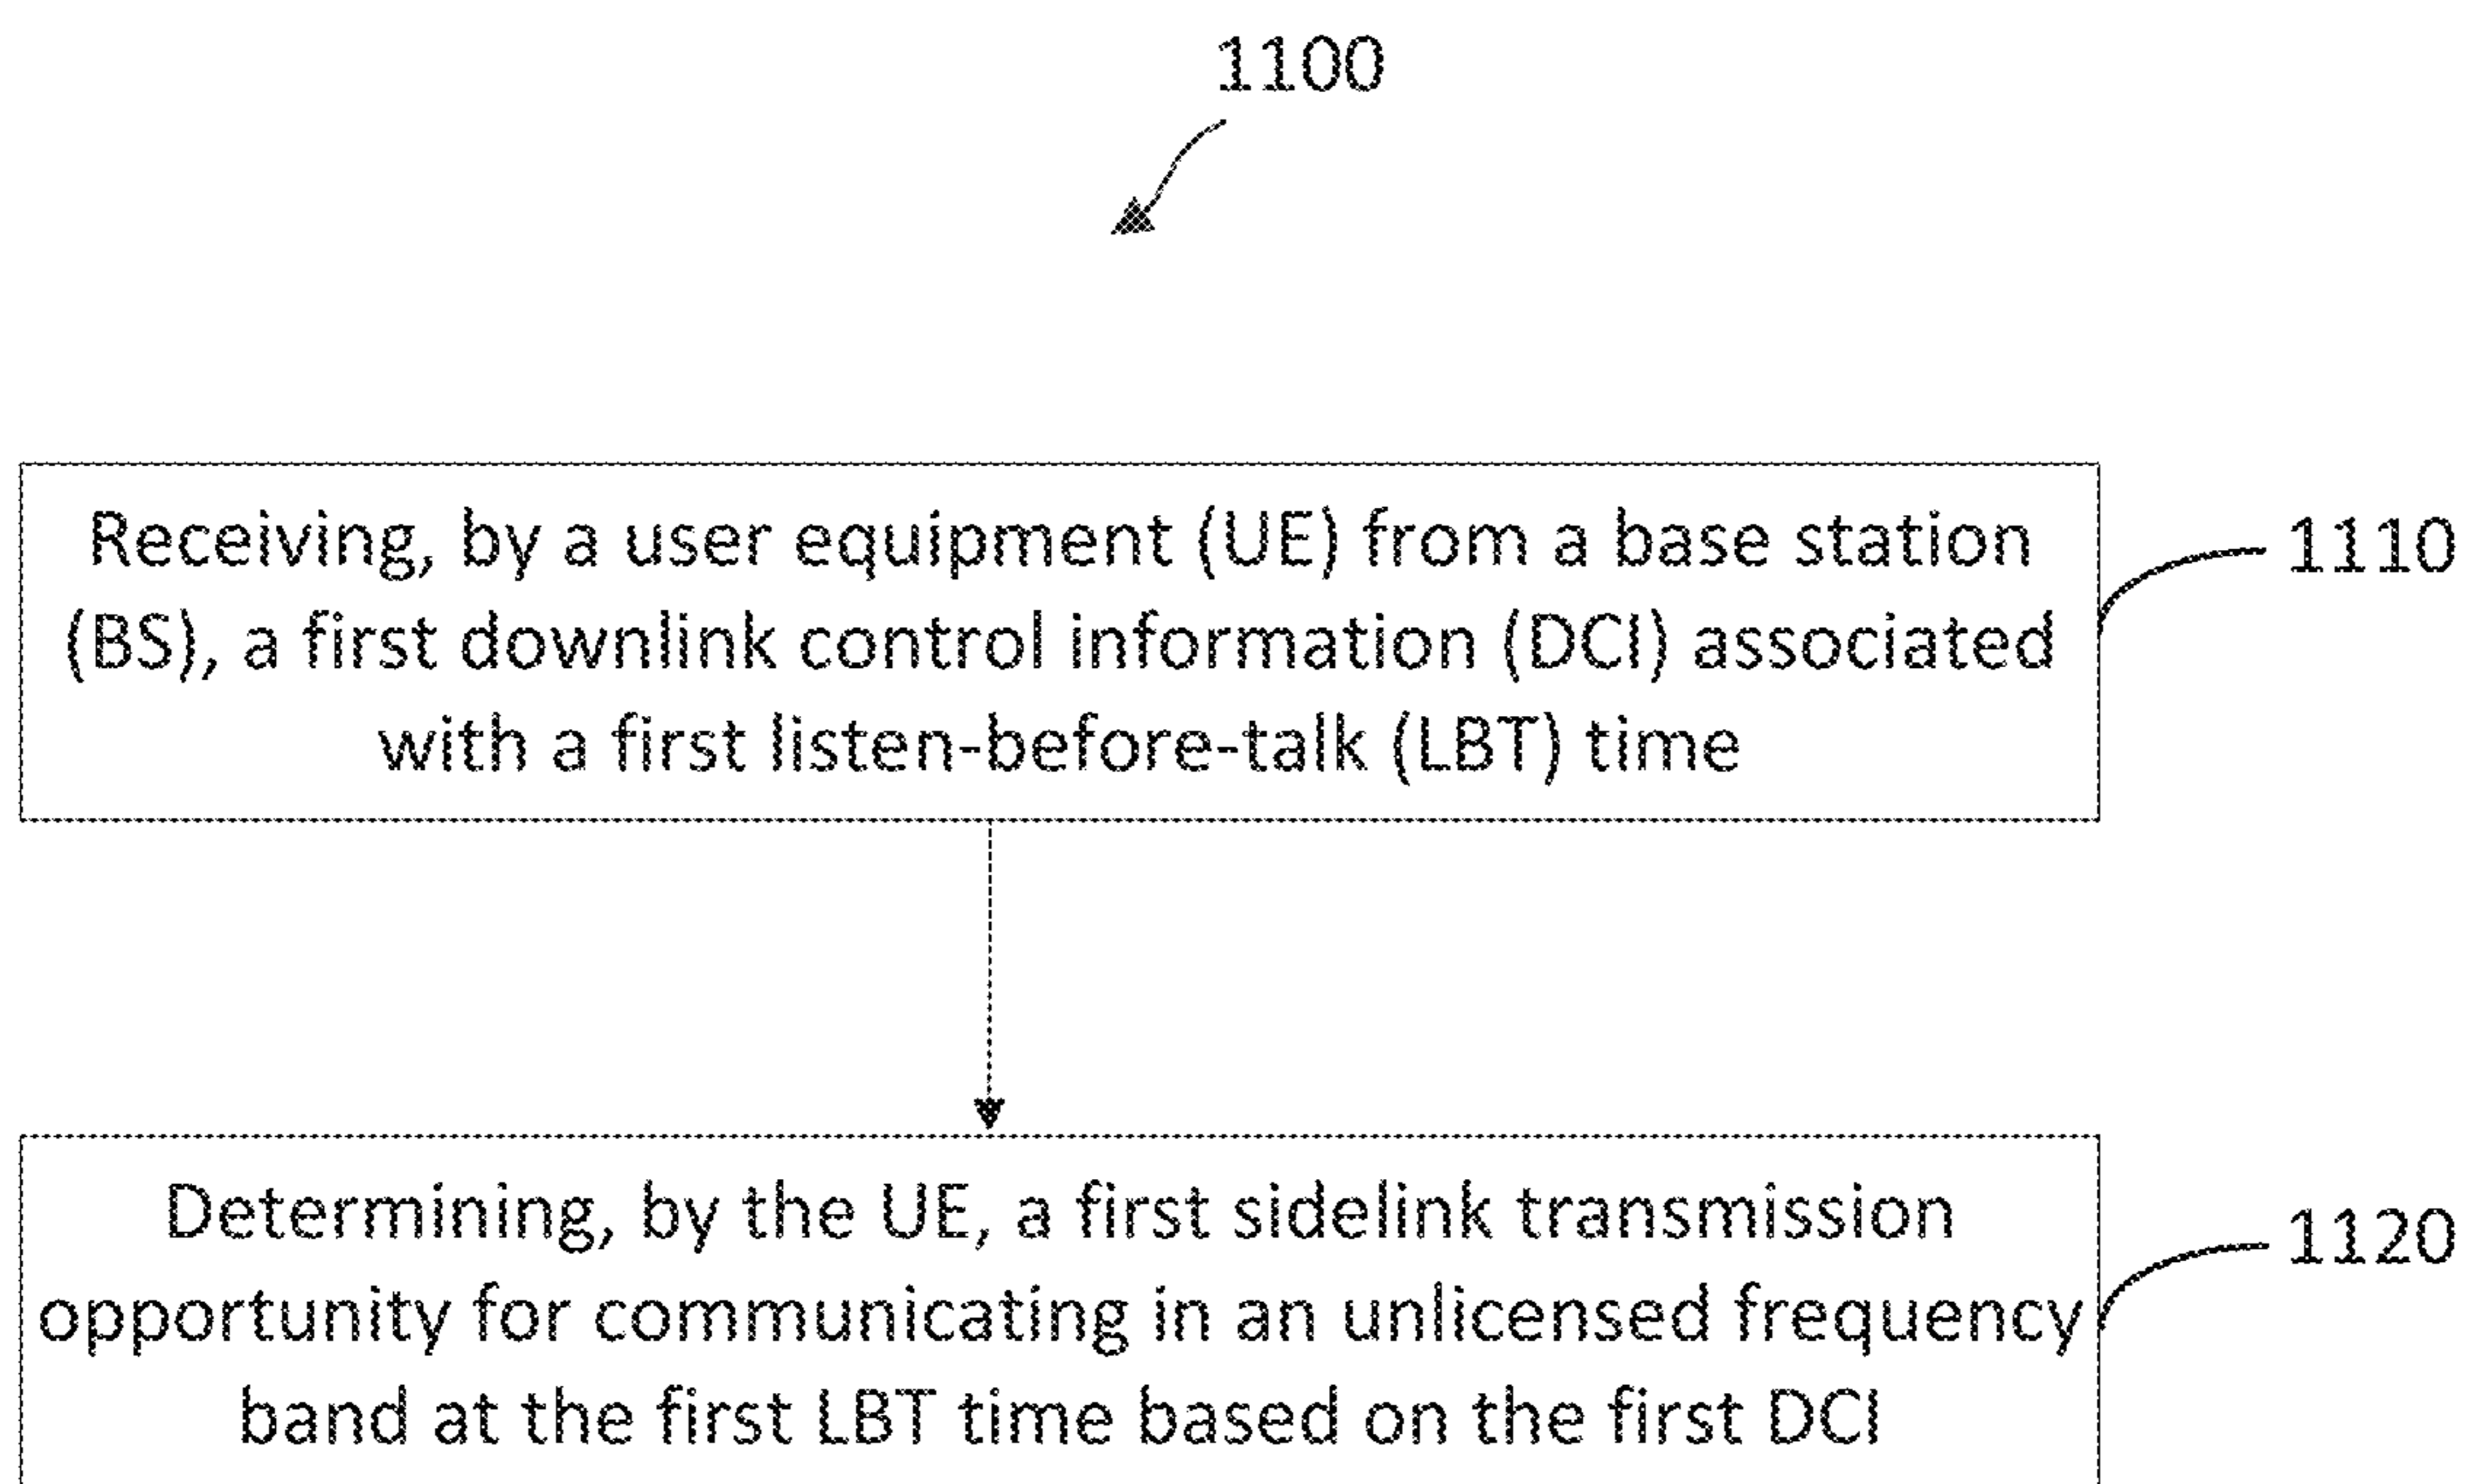 1100
Receiving, by a user equipment (UE) from a base station
1110
(BS), a first downlink control information (DCI) associated
with a first listen-before-talk (LBT) time
Determining, by the UE, a first sidelink transmission
1120
opportunity for communicating in an unlicensed frequency
band at the first LBT time based on the first DCI